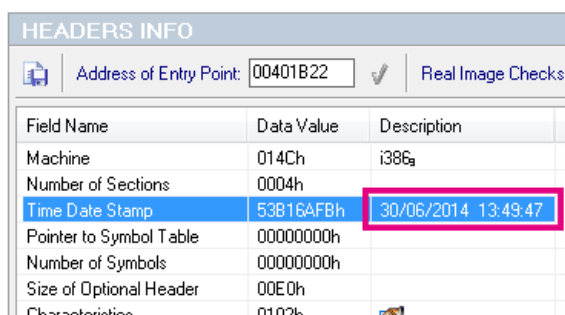 HEADERS INFO
Address of Entry Point: 00401B22 Real Image Checks
Field Name Data Value Description
Machine 014Ch i386®
Number of Sections 0004h
Time Date Stamp 53B16AFBh 30/06/2014 13:49:47
Pointer to Symbol Table 00000000h
Number of Symbols 00000000h
Size of Optional Header 00E0h
Characteristics 0102h